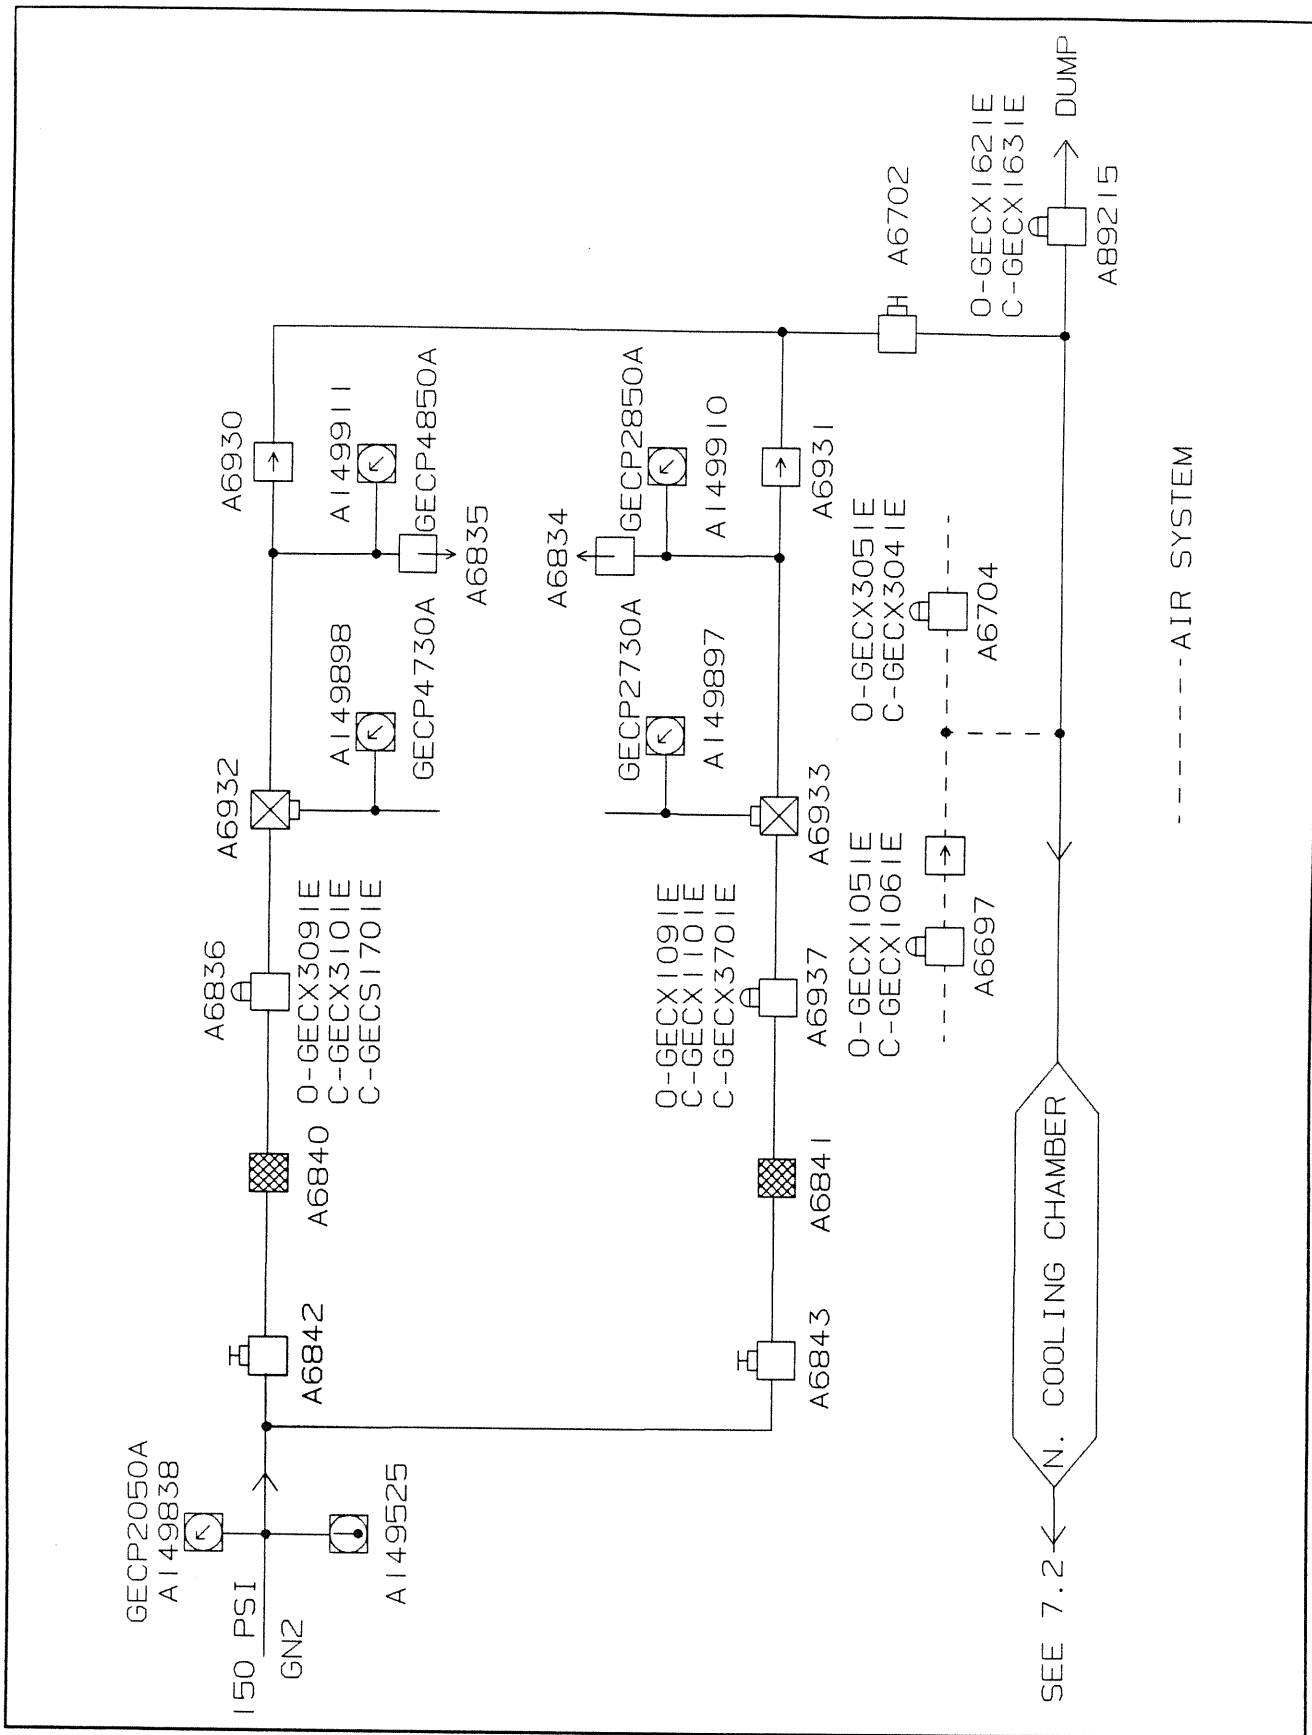 GECP2050A
A149838
150 PSI
GN2
A149525
A6842
A6840
A6836
O-GECX3091E
C-GECX3101E
C-GECS1701E
A6932
A149898
GECP4730A
A6930
A149911
GECP4850A
A6835
A6843
A6841
O-GECX1091E
C-GECX1101E
C-GECX3701E
A6937
GECP2730A
A149897
A6933
A6834
GECP2850A
A149910
A6931
A6702
O-GECX1051E
C-GECX1061E
A6697
O-GECX3051E
C-GECX3041E
A6704
O-GECX1621E
C-GECX1631E
DUMP
A89215
SEE 7.2
N. COOLING CHAMBER
AIR SYSTEM